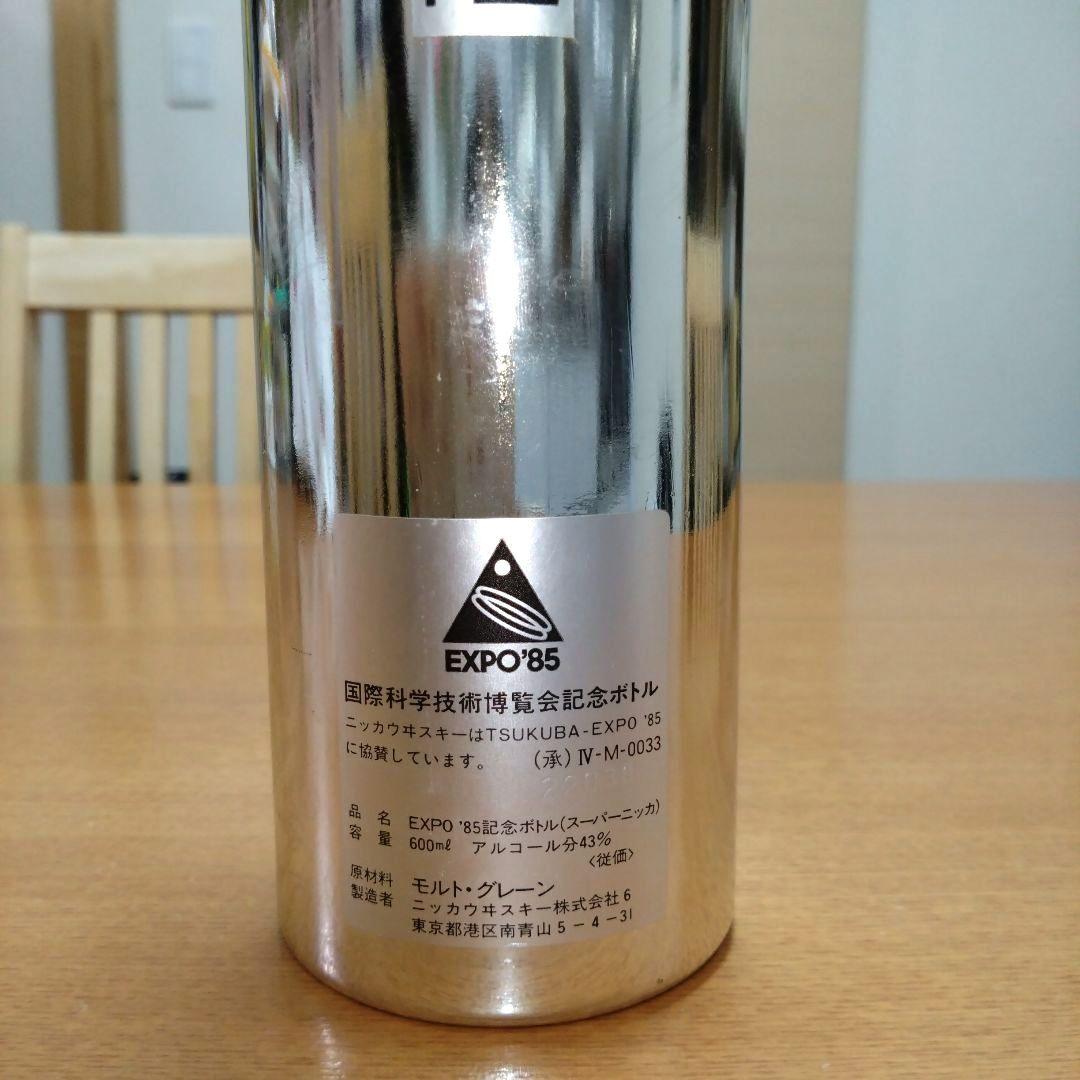 EXPO'85
国際科学技術博覧会記念ボトル
ニッカウヰスキーはTSUKUBA-EXPO '85
に協賛しています。 (承)Ⅳ-M-0033
品名 EXPO '85記念ボトル(スーパーニッカ)
容量 600mℓ アルコール分43%
〈従価〉
原材料 モルト・グレーン
製造者 ニッカウヰスキー株式会社6
東京都港区南青山5-4-31